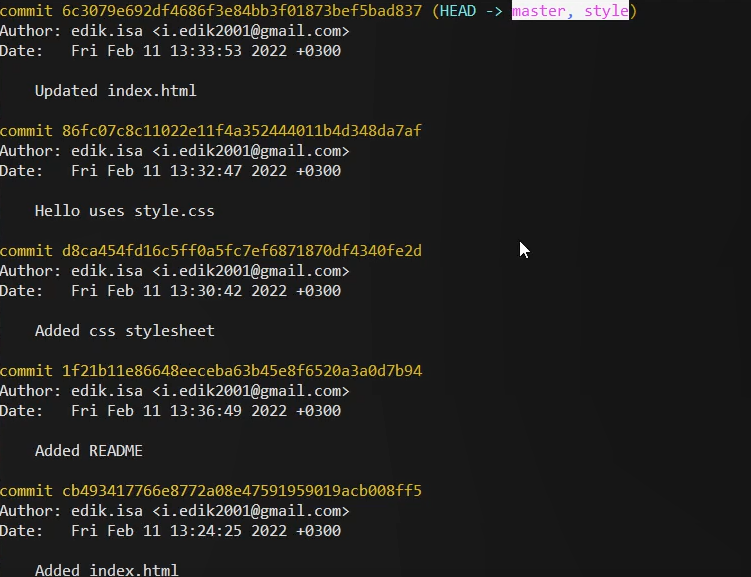 commit 6c3079e692df4686f3e84bb3f01873bef5bad837 (HEAD -> master, style)
Author: edik.isa <i.edik2001@gmail.com>
Date:   Fri Feb 11 13:33:53 2022 +0300
Updated index.html
commit 86fc07c8c11022e11f4a352444011b4d348da7af
Author: edik.isa <i.edik2001@gmail.com>
Date:   Fri Feb 11 13:32:47 2022 +0300
Hello uses style.css
commit d8ca454fd16c5ff0a5fc7ef6871870df4340fe2d
Author: edik.isa <i.edik2001@gmail.com>
Date:   Fri Feb 11 13:30:42 2022 +0300
Added css stylesheet
commit 1f21b11e86648eeceba63b45e8f6520a3a0d7b94
Author: edik.isa <i.edik2001@gmail.com>
Date:   Fri Feb 11 13:36:49 2022 +0300
Added README
commit cb493417766e8772a08e47591959019acb008ff5
Author: edik.isa <i.edik2001@gmail.com>
Date:   Fri Feb 11 13:24:25 2022 +0300
Added index.html